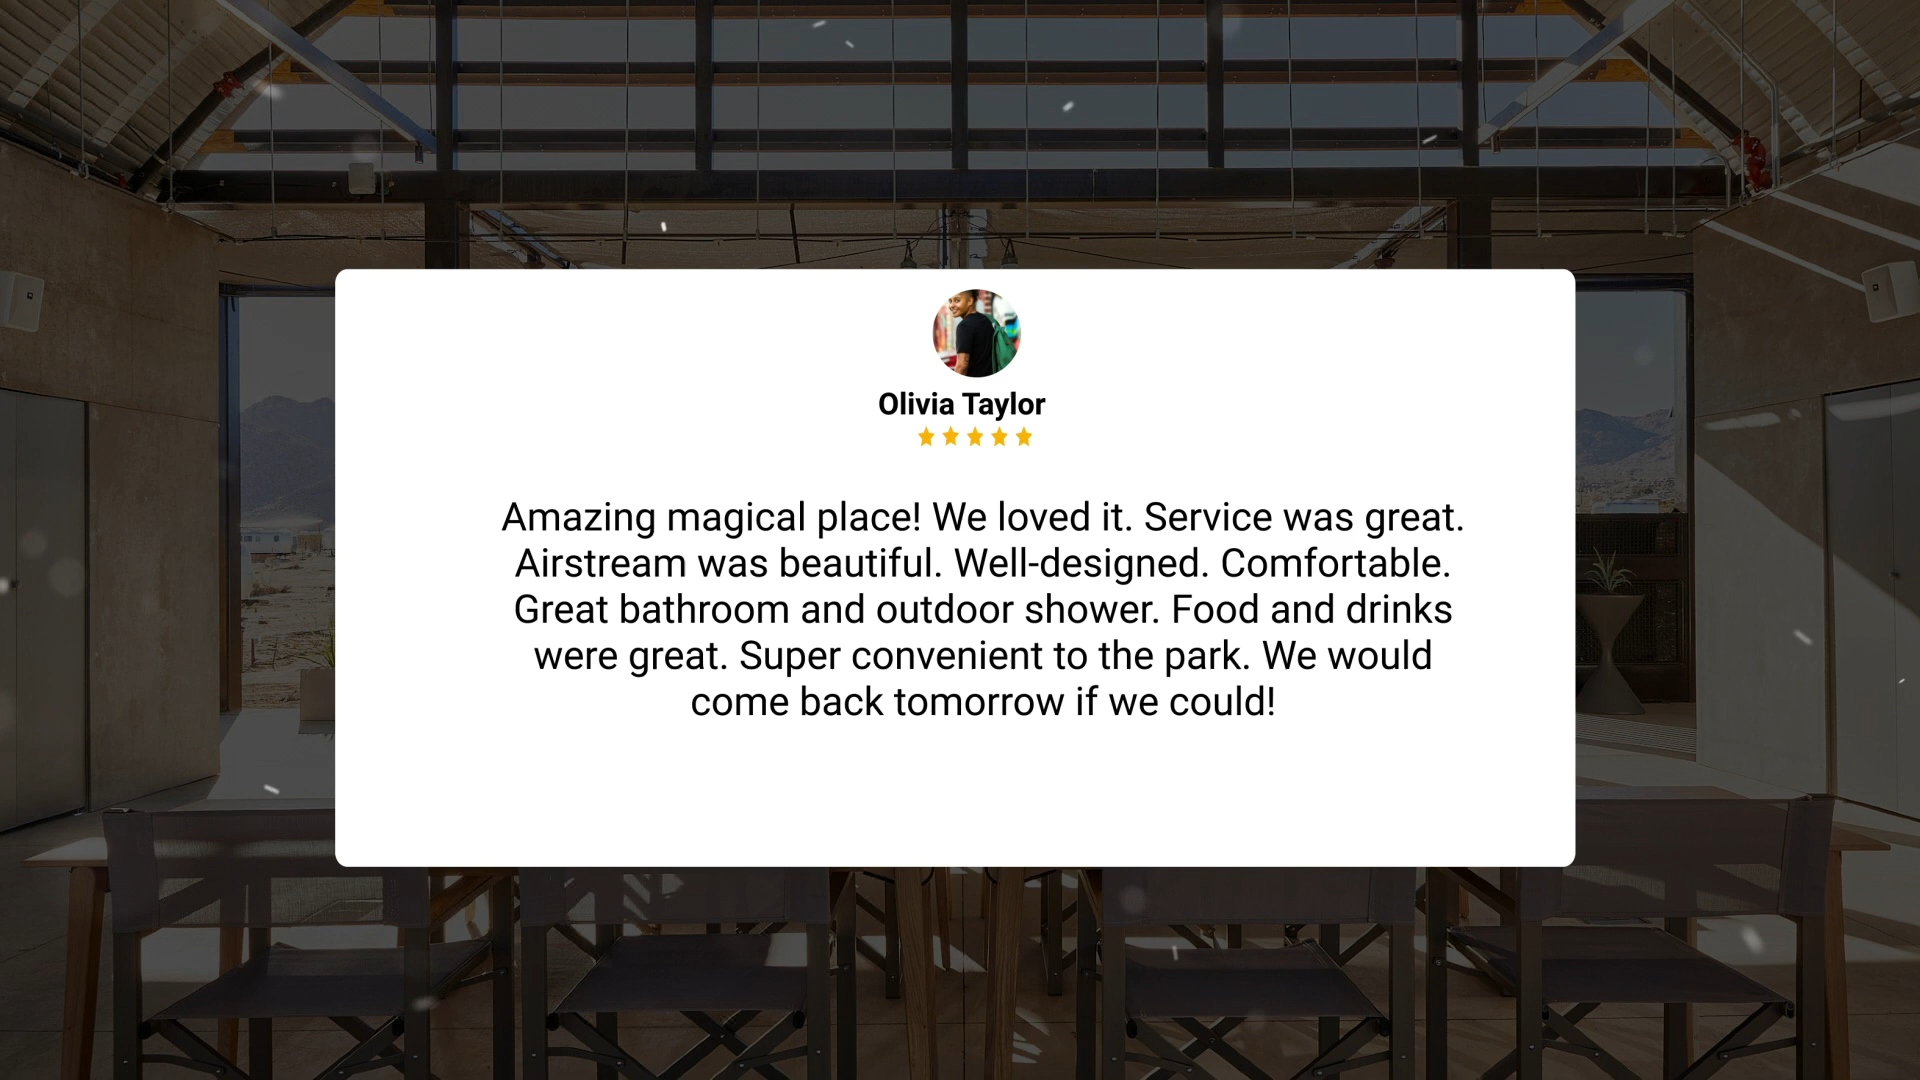 Olivia Taylor
Amazing magical place! We loved it. Service was great.
Airstream was beautiful. Well-designed. Comfortable.
Great bathroom and outdoor shower. Food and drinks
were great. Super convenient to the park. We would
come back tomorrow if we could!